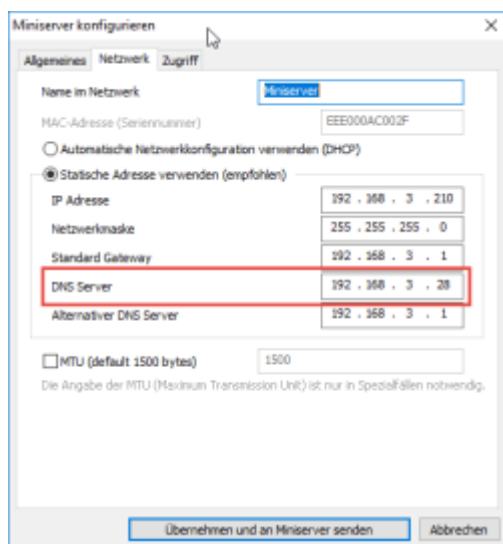 Miniserver konfigurieren
Allgemeines Netzwerk Zugriff
Name im Netzwerk Miniserver
MAC-Adresse (Seriennummer) EEE000AC002F
Automatische Netzwerkkonfiguration verwenden (DHCP)
Statische Adresse verwenden (empfohlen)
IP Adresse 192 . 168 . 3 . 210
Netzwerkmaske 255 . 255 . 255 . 0
Standard Gateway 192 . 168 . 3 . 1
DNS Server 192 . 168 . 3 . 28
Alternativer DNS Server 192 . 168 . 3 . 1
MTU (default 1500 bytes) 1500
Die Angabe der MTU (Maximum Transmission Unit) ist nur in Spezialfällen notwendig.
Übernehmen und an Miniserver senden Abbrechen